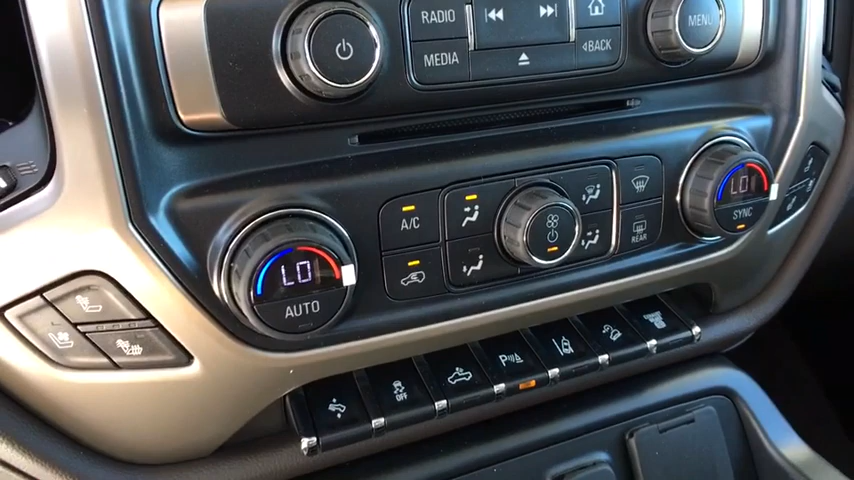 RADIO
MEDIA
BACK
MENU
A/C
REAR
LO
AUTO
LO
SYNC
OFF
P